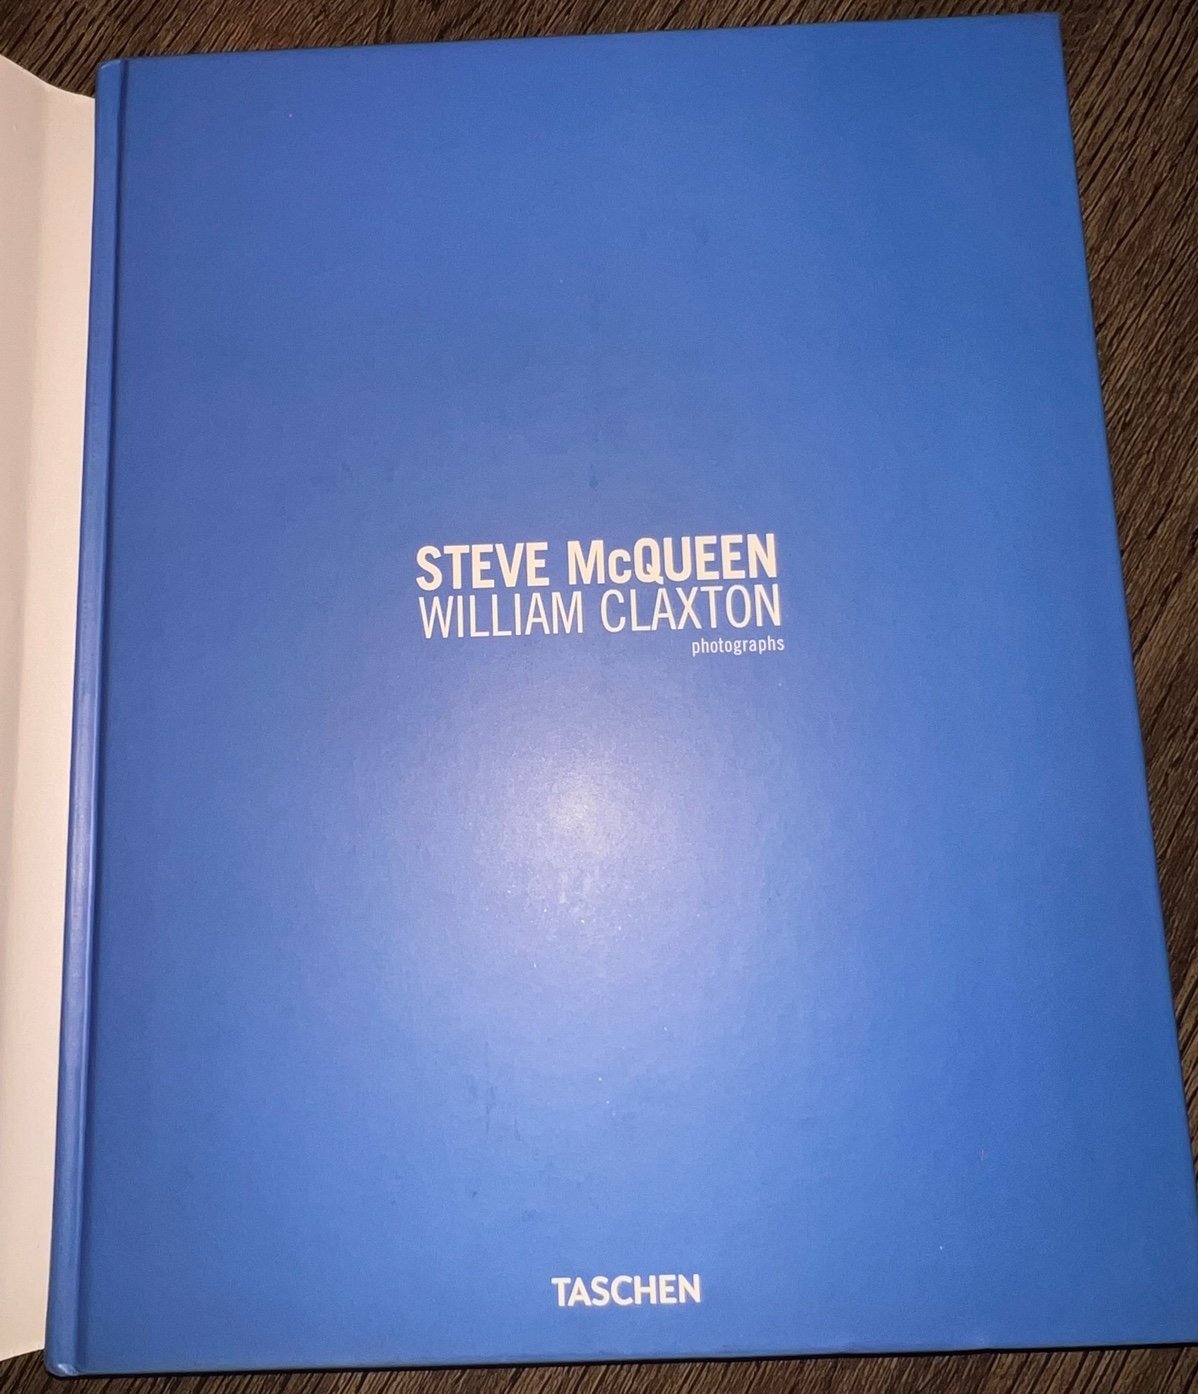 STEVE McQUEEN
WILLIAM CLAXTON
photographs
TASCHEN